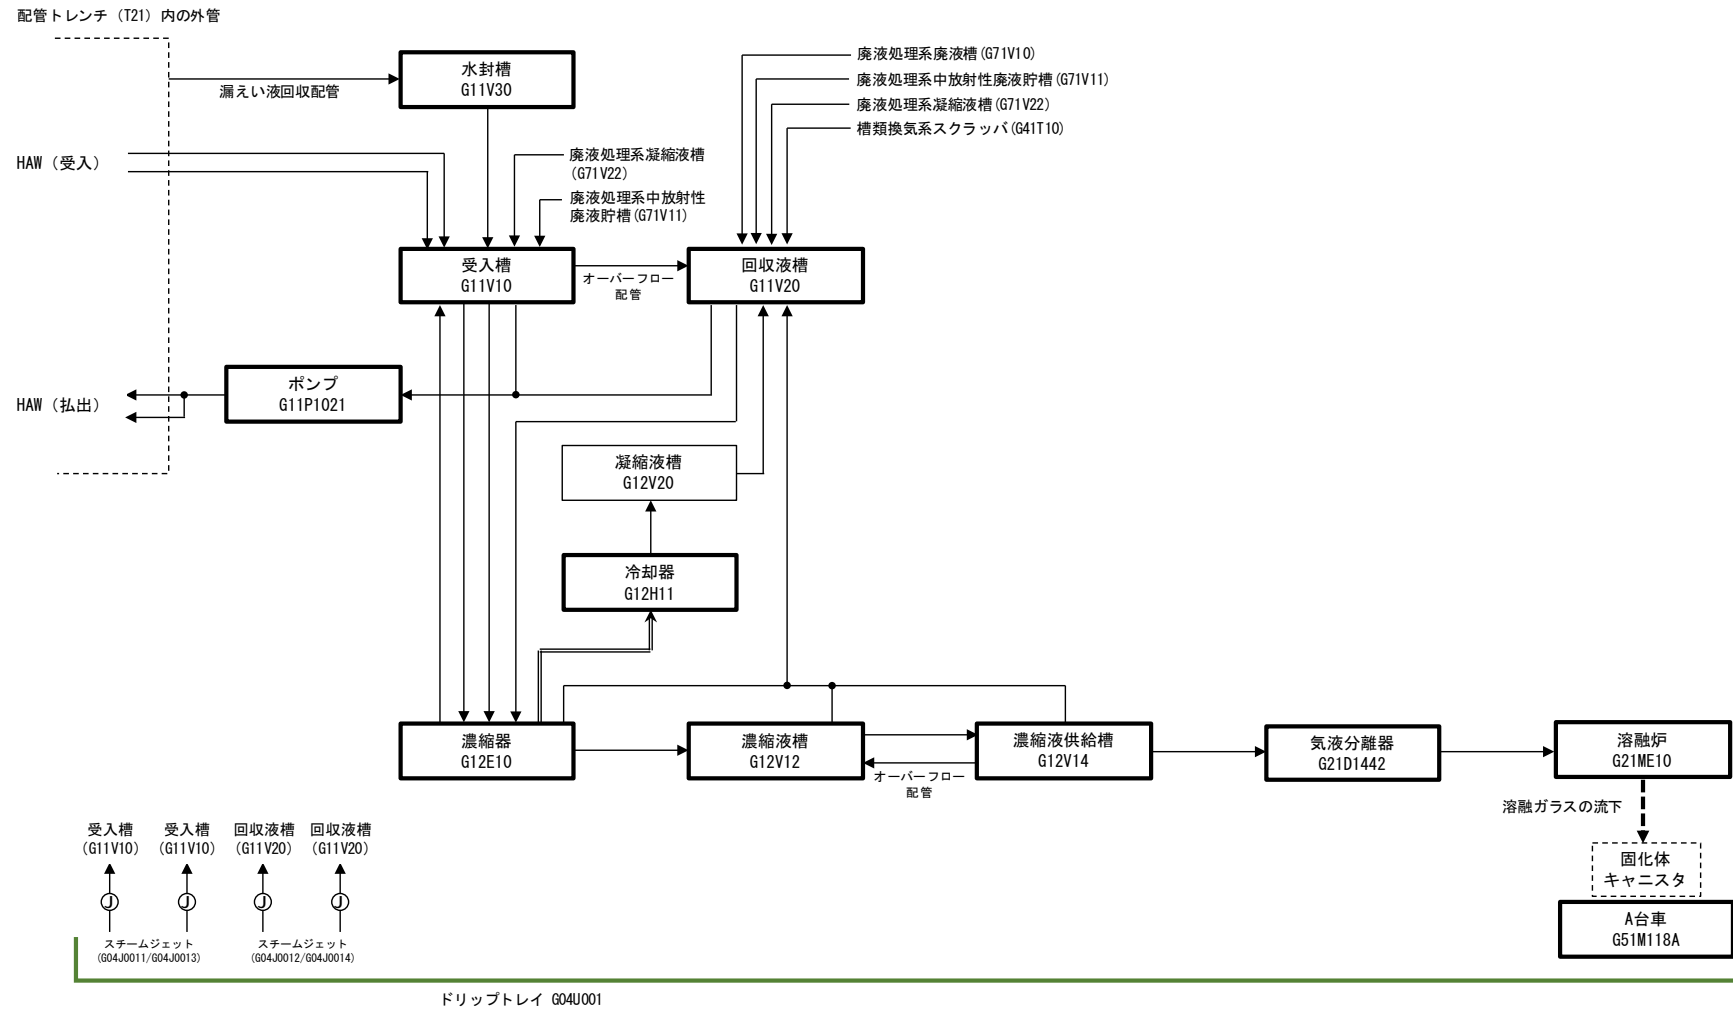 配管トレンチ（T21）内の外管
水封槽
G11V30
漏えい液回収配管
廃液処理系廃液槽(G71V10)
廃液処理系中放射性廃液貯槽(G71V11)
廃液処理系凝縮液槽(G71V22)
槽類換気系スクラッバ(G41T10)
HAW（受入）
廃液処理系凝縮液槽
(G71V22)
廃液処理系中放射性
廃液貯槽(G71V11)
受入槽
G11V10
オーバーフロー
配管
回収液槽
G11V20
HAW（払出）
ポンプ
G11P1021
凝縮液槽
G12V20
冷却器
G12H11
濃縮器
G12E10
濃縮液槽
G12V12
オーバーフロー
配管
濃縮液供給槽
G12V14
気液分離器
G21D1442
溶融炉
G21ME10
溶融ガラスの流下
固化体
キャニスタ
A台車
G51M118A
受入槽
(G11V10)
受入槽
(G11V10)
回収液槽
(G11V20)
回収液槽
(G11V20)
J
J
J
J
スチームジェット
(G04J0011/G04J0013)
スチームジェット
(G04J0012/G04J0014)
ドリップトレイ G04U001